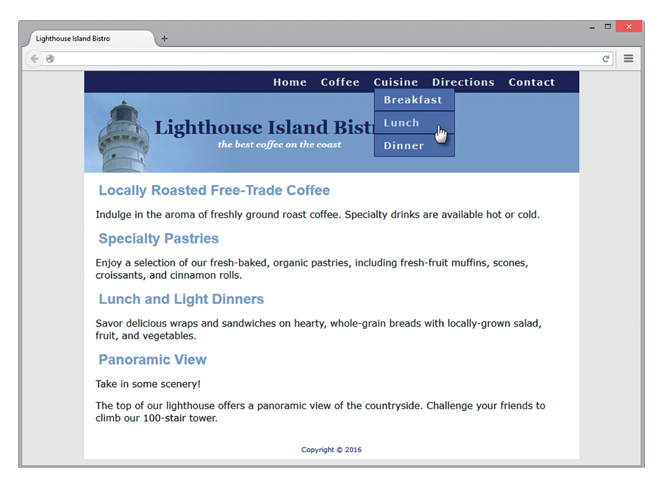 Lighthouse Island Bistro
Home Coffee Cuisine Directions Contact
Breakfast
Lighthouse Island Bist
Lunch
the best coffee on the coast
Dinner
Locally Roasted Free-Trade Coffee
Indulge in the aroma of freshly ground roast coffee. Specialty drinks are available hot or cold.
Specialty Pastries
Enjoy a selection of our fresh-baked, organic pastries, including fresh-fruit muffins, scones,
croissants, and cinnamon rolls.
Lunch and Light Dinners
Savor delicious wraps and sandwiches on hearty, whole-grain breads with locally-grown salad,
fruit, and vegetables.
Panoramic View
Take in some scenery!
The top of our lighthouse offers a panoramic view of the countryside. Challenge your friends to
climb our 100-stair tower.
Copyright © 2016